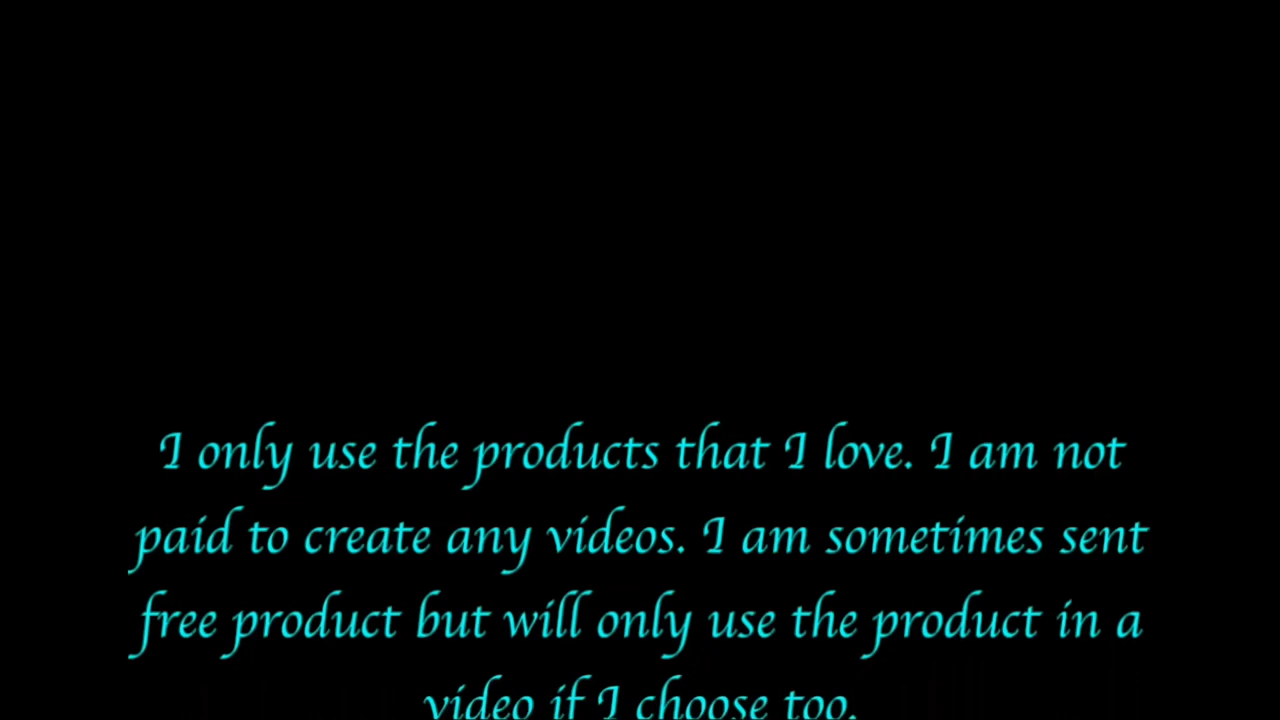 I only use the products that I love. I am not
paid to create any videos. I am sometimes sent
free product but will only use the product in a
video if I choose too.